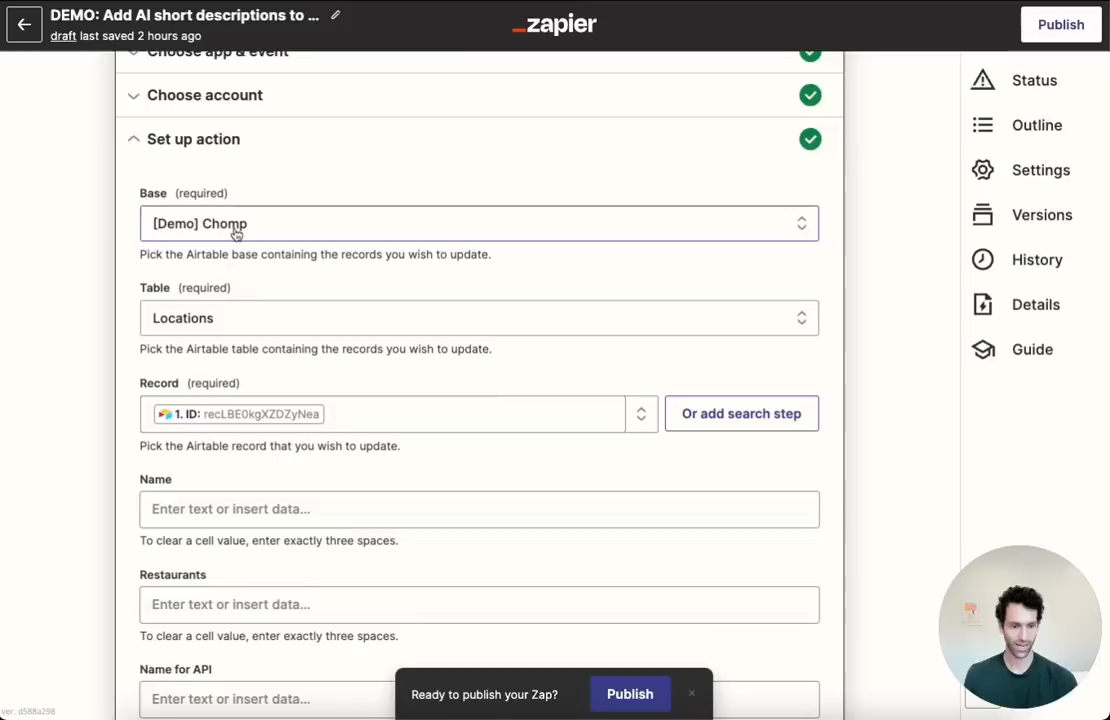 DEMO: Add AI short descriptions to ...
draft last saved 2 hours ago
_zapier
Publish
Choose app & event
Choose account
Set up action
Base (required)
[Demo] Chomp
Pick the Airtable base containing the records you wish to update.
Table (required)
Locations
Pick the Airtable table containing the records you wish to update.
Record (required)
1. ID: recLBE0kgXZDZyNea
Or add search step
Pick the Airtable record that you wish to update.
Name
Enter text or insert data...
To clear a cell value, enter exactly three spaces.
Restaurants
Enter text or insert data...
To clear a cell value, enter exactly three spaces.
Name for API
Enter text or insert data...
Ready to publish your Zap?
Publish
×
Status
Outline
Settings
Versions
History
Details
Guide
ver. d588a298